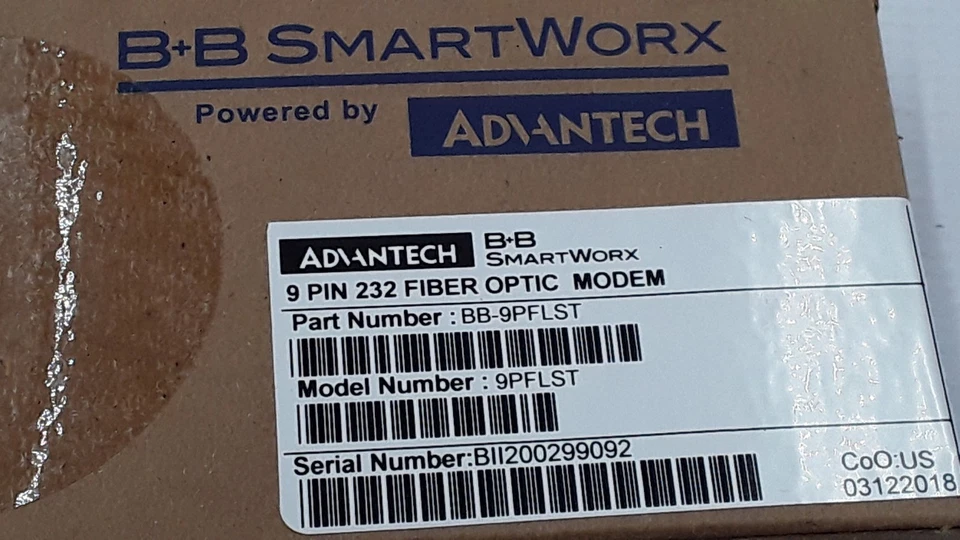 B+B SMARTWORX
Powered by ADVANTECH
ADVANTECH B+B SMARTWORX
9 PIN 232 FIBER OPTIC MODEM
Part Number : BB-9PFLST
Model Number : 9PFLST
Serial Number:BII200299092
CoO:US
03122018